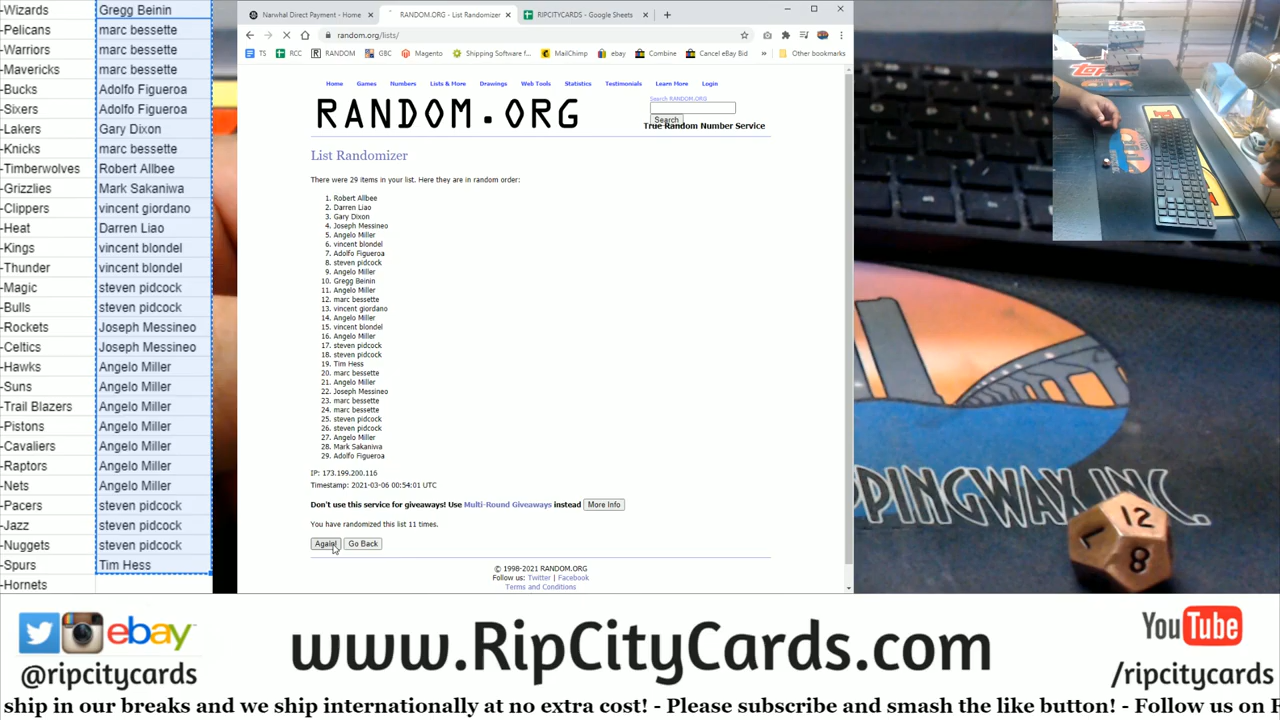 -Wizards Gregg Beinin
-Pelicans marc bessette
-Warriors marc bessette
-Mavericks marc bessette
-Bucks Adolfo Figueroa
-Sixers Adolfo Figueroa
-Lakers Gary Dixon
-Knicks marc bessette
-Timberwolves Robert Allbee
-Grizzlies Mark Sakaniwa
-Clippers vincent giordano
-Heat Darren Liao
-Kings vincent blondel
-Thunder vincent blondel
-Magic steven pidcock
-Bulls steven pidcock
-Rockets Joseph Messineo
-Celtics Joseph Messineo
-Hawks Angelo Miller
-Suns Angelo Miller
-Trail Blazers Angelo Miller
-Pistons Angelo Miller
-Cavaliers Angelo Miller
-Raptors Angelo Miller
-Nets Angelo Miller
-Pacers steven pidcock
-Jazz steven pidcock
-Nuggets steven pidcock
-Spurs Tim Hess
-Hornets
Narwhal Direct Payment - Home
RANDOM.ORG - List Randomizer
RIPCITYCARDS - Google Sheets
random.org/lists/
TS RCC RANDOM GBC Magento Shipping Software f... MailChimp ebay Combine Cancel eBay Bid » Other bookmarks
Home Games Numbers Lists & More Drawings Web Tools Statistics Testimonials Learn More Login
RANDOM.ORG
Search RANDOM.ORG
Search
True Random Number Service
List Randomizer
There were 29 items in your list. Here they are in random order:
1. Robert Allbee
2. Darren Liao
3. Gary Dixon
4. Joseph Messineo
5. Angelo Miller
6. vincent blondel
7. Adolfo Figueroa
8. steven pidcock
9. Angelo Miller
10. Gregg Beinin
11. Angelo Miller
12. marc bessette
13. vincent giordano
14. Angelo Miller
15. vincent blondel
16. Angelo Miller
17. steven pidcock
18. steven pidcock
19. Tim Hess
20. marc bessette
21. Angelo Miller
22. Joseph Messineo
23. marc bessette
24. marc bessette
25. steven pidcock
26. steven pidcock
27. Angelo Miller
28. Mark Sakaniwa
29. Adolfo Figueroa
IP: 173.199.200.116
Timestamp: 2021-03-06 00:54:01 UTC
Don't use this service for giveaways! Use Multi-Round Giveaways instead More Info
You have randomized this list 11 times.
Again! Go Back
© 1998-2021 RANDOM.ORG
Follow us: Twitter | Facebook
Terms and Conditions
12
8
ebay
@ripcitycards
www.RipCityCards.com
YouTube
/ripcitycards
ship in our breaks and we ship internationally at no extra cost! - Please subscribe and smash the like button! - Follow us on